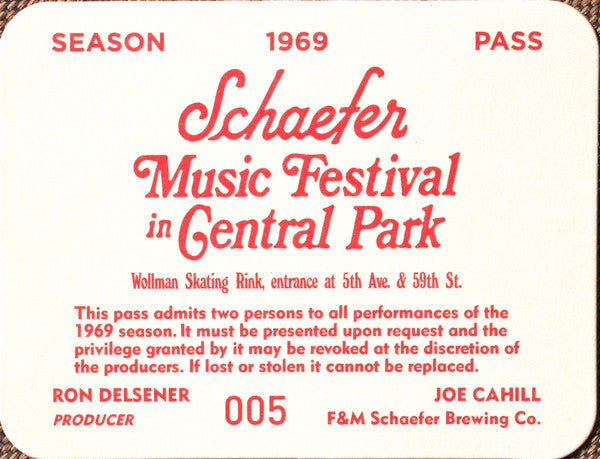 SEASON 1969 PASS
Schaefer
Music Festival
in Central Park
Wollman Skating Rink, entrance at 5th Ave. & 59th St.
This pass admits two persons to all performances of the
1969 season. It must be presented upon request and the
privilege granted by it may be revoked at the discretion of
the producers. If lost or stolen it cannot be replaced.
RON DELSENER 005 JOE CAHILL
PRODUCER F&M Schaefer Brewing Co.